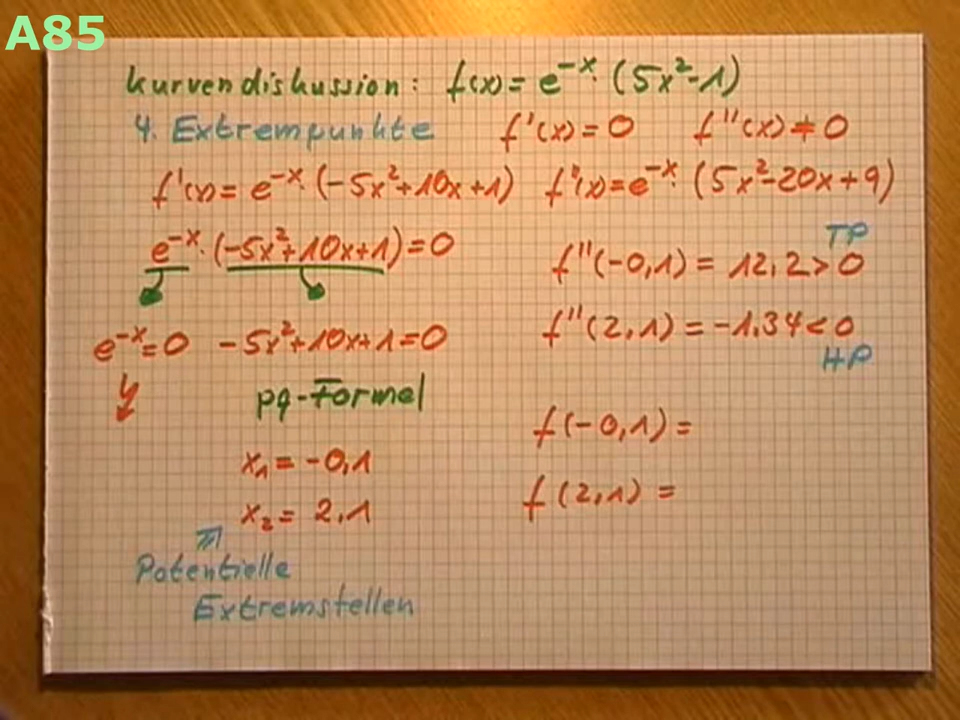 A85
Kurvendiskussion: f(x) = e^-x · (5x²-1)
4. Extrempunkte f'(x) = 0 f''(x) ≠ 0
f'(x) = e^-x · (-5x²+10x+1) f''(x) = e^-x · (5x²-20x+9)
e^-x · (-5x²+10x+1) = 0
e^-x = 0 -5x²+10x+1 = 0
pq-Formel
x₁ = -0,1
x₂ = 2,1
Potentielle
Extremstellen
TP
f''(-0,1) = 12,2 > 0
f''(2,1) = -1,34 < 0
HP
f(-0,1) =
f(2,1) =